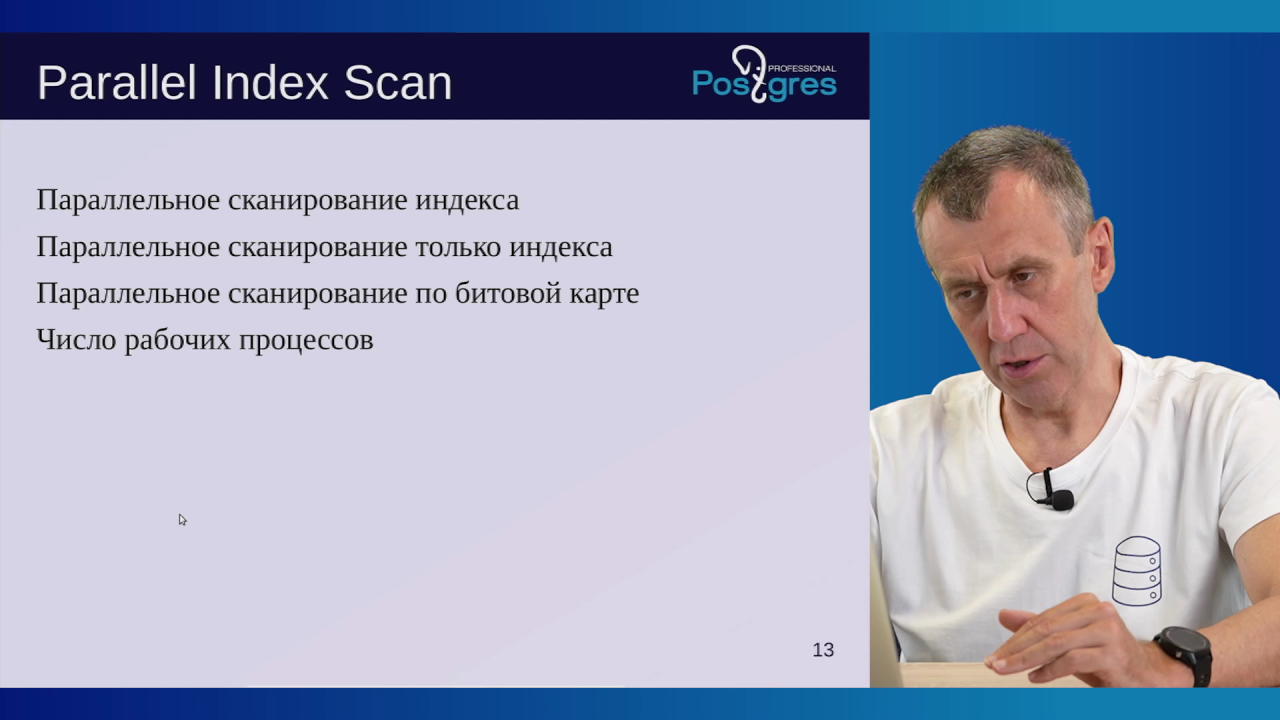 Parallel Index Scan
PROFESSIONAL
Postgres
Параллельное сканирование индекса
Параллельное сканирование только индекса
Параллельное сканирование по битовой карте
Число рабочих процессов
13